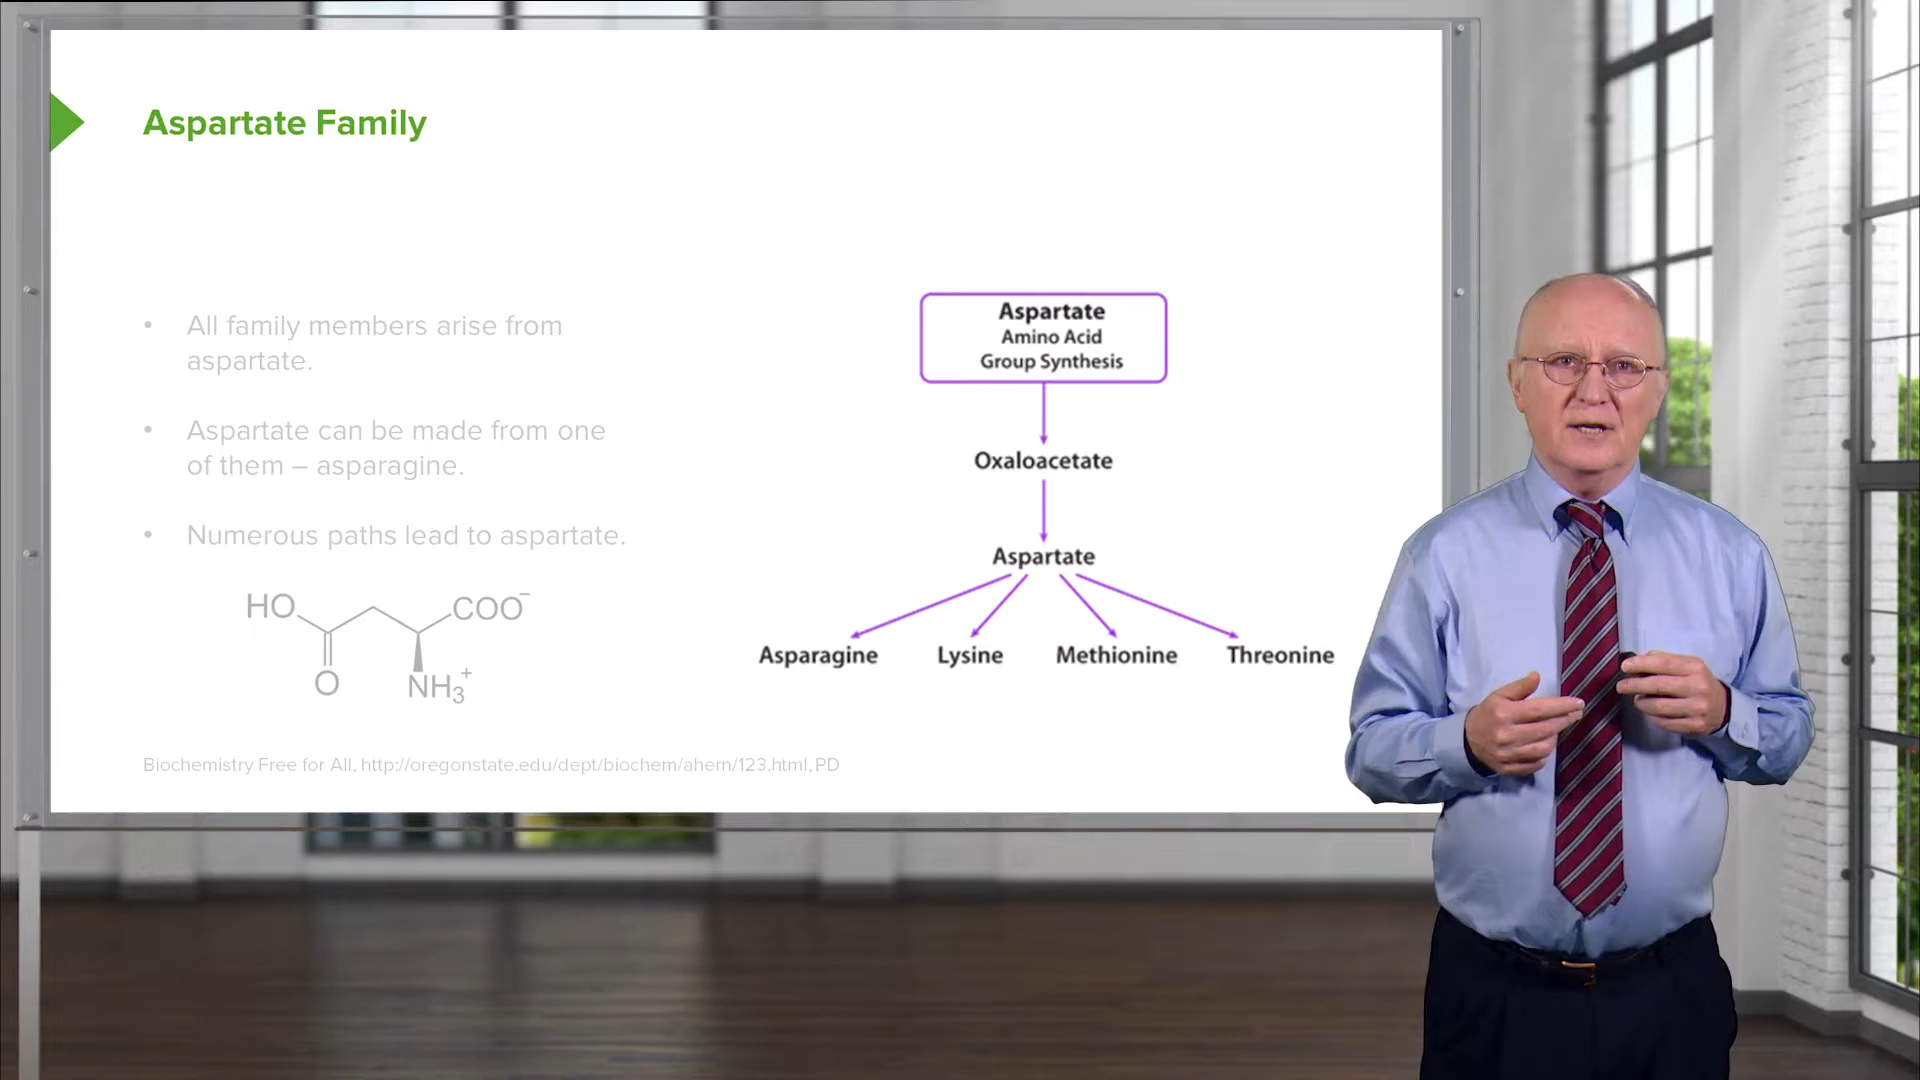 Aspartate Family
• All family members arise from
aspartate.
• Aspartate can be made from one
of them – asparagine.
• Numerous paths lead to aspartate.
HO
COO⁻
O
NH₃⁺
Biochemistry Free for All, http://oregonstate.edu/dept/biochem/ahern/123.html, PD
Aspartate
Amino Acid
Group Synthesis
Oxaloacetate
Aspartate
Asparagine Lysine Methionine Threonine